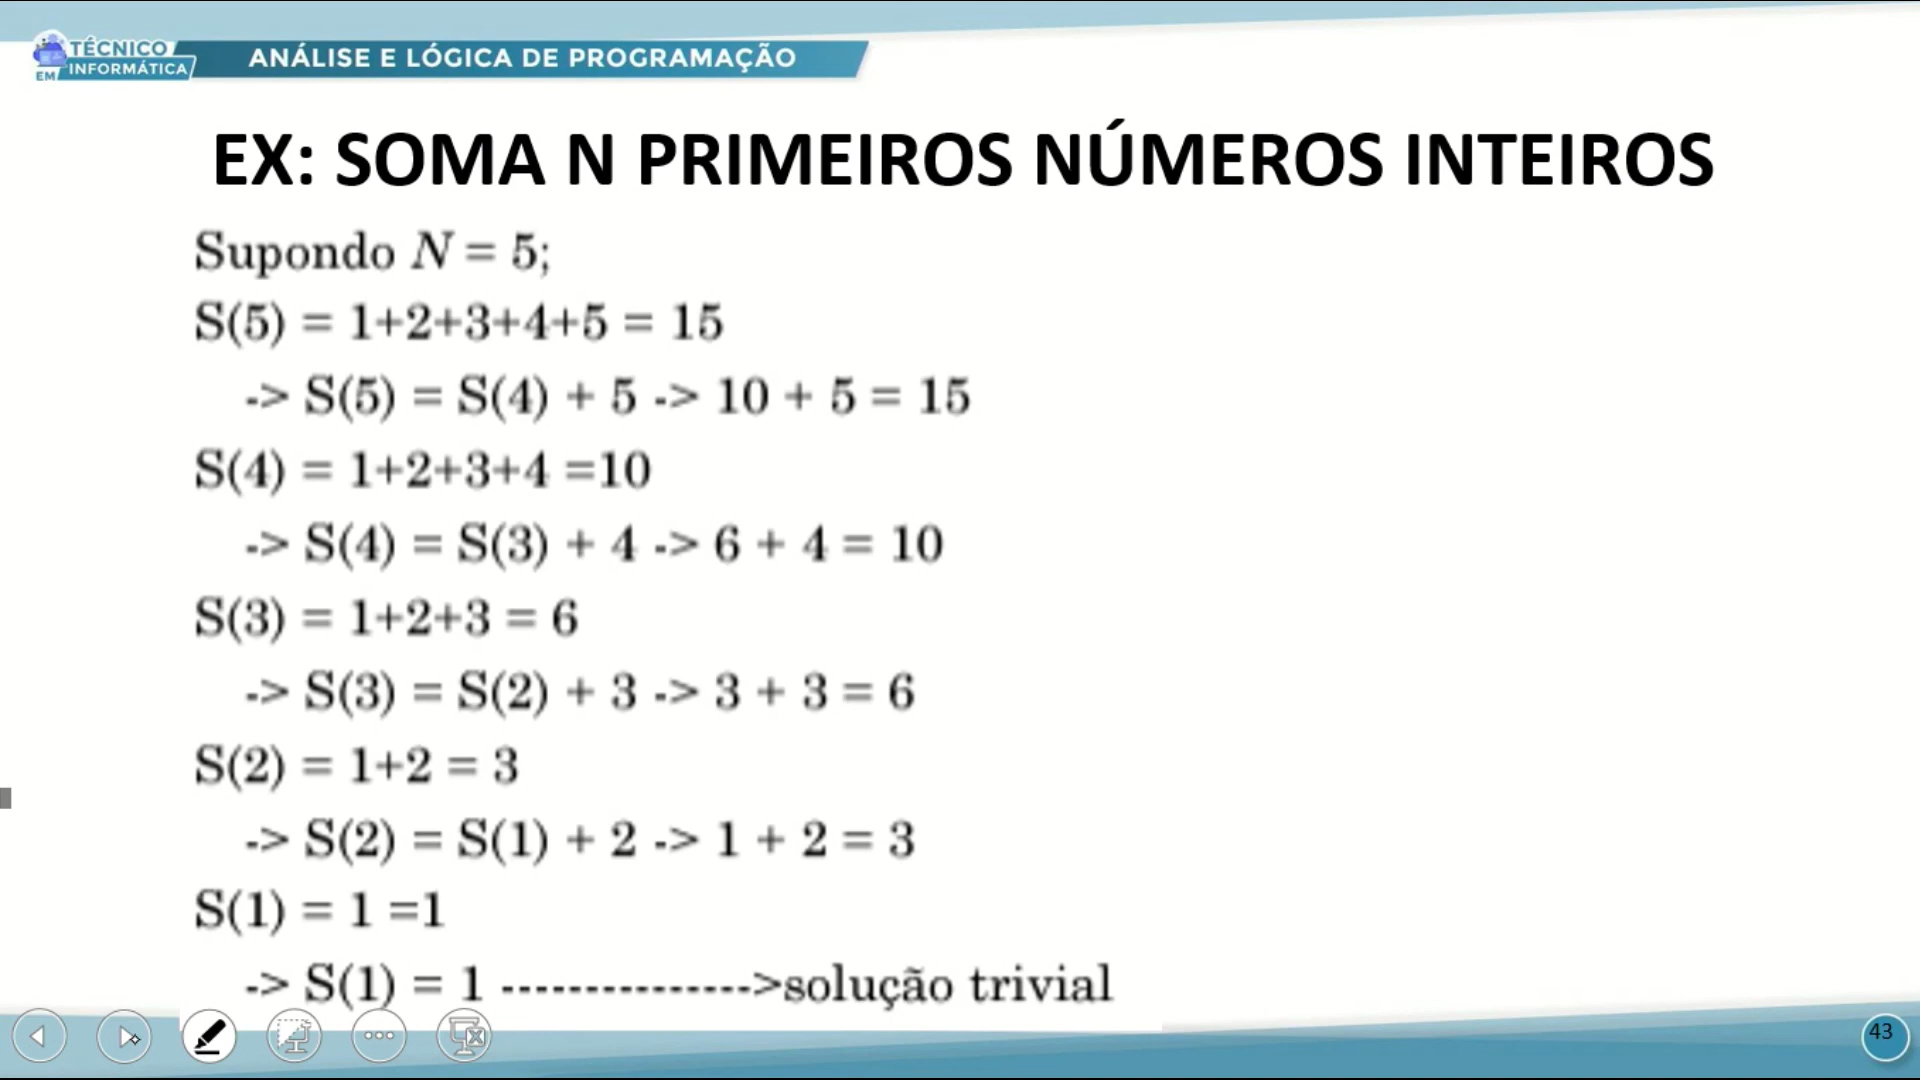 TÉCNICO
EM INFORMÁTICA
ANÁLISE E LÓGICA DE PROGRAMAÇÃO
EX: SOMA N PRIMEIROS NÚMEROS INTEIROS
Supondo N = 5;
S(5) = 1+2+3+4+5 = 15
-> S(5) = S(4) + 5 -> 10 + 5 = 15
S(4) = 1+2+3+4 =10
-> S(4) = S(3) + 4 -> 6 + 4 = 10
S(3) = 1+2+3 = 6
-> S(3) = S(2) + 3 -> 3 + 3 = 6
S(2) = 1+2 = 3
-> S(2) = S(1) + 2 -> 1 + 2 = 3
S(1) = 1 =1
-> S(1) = 1 --------------->solução trivial
43